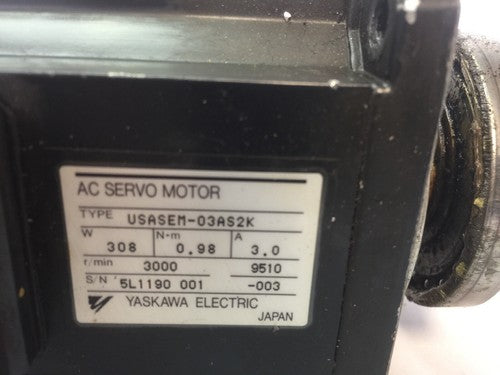 AC SERVO MOTOR
TYPE USASEM-03AS2K
W 308 N-m 0.98 A 3.0
r/min 3000 9510
S/N 5L1190 001 -003
YASKAWA ELECTRIC
JAPAN